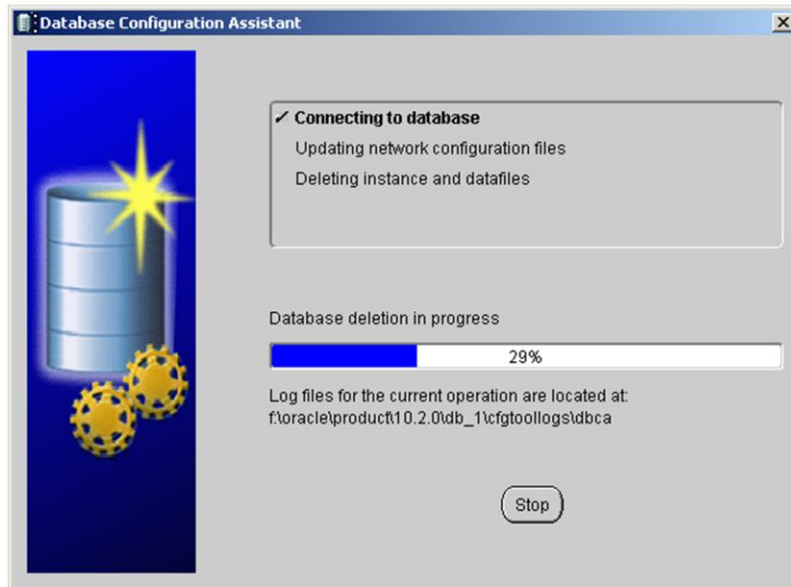 Database Configuration Assistant
✓ Connecting to database
Updating network configuration files
Deleting instance and datafiles
Database deletion in progress
29%
Log files for the current operation are located at:
f:\oracle\product\10.2.0\db_1\cfgtoollogs\dbca
Stop